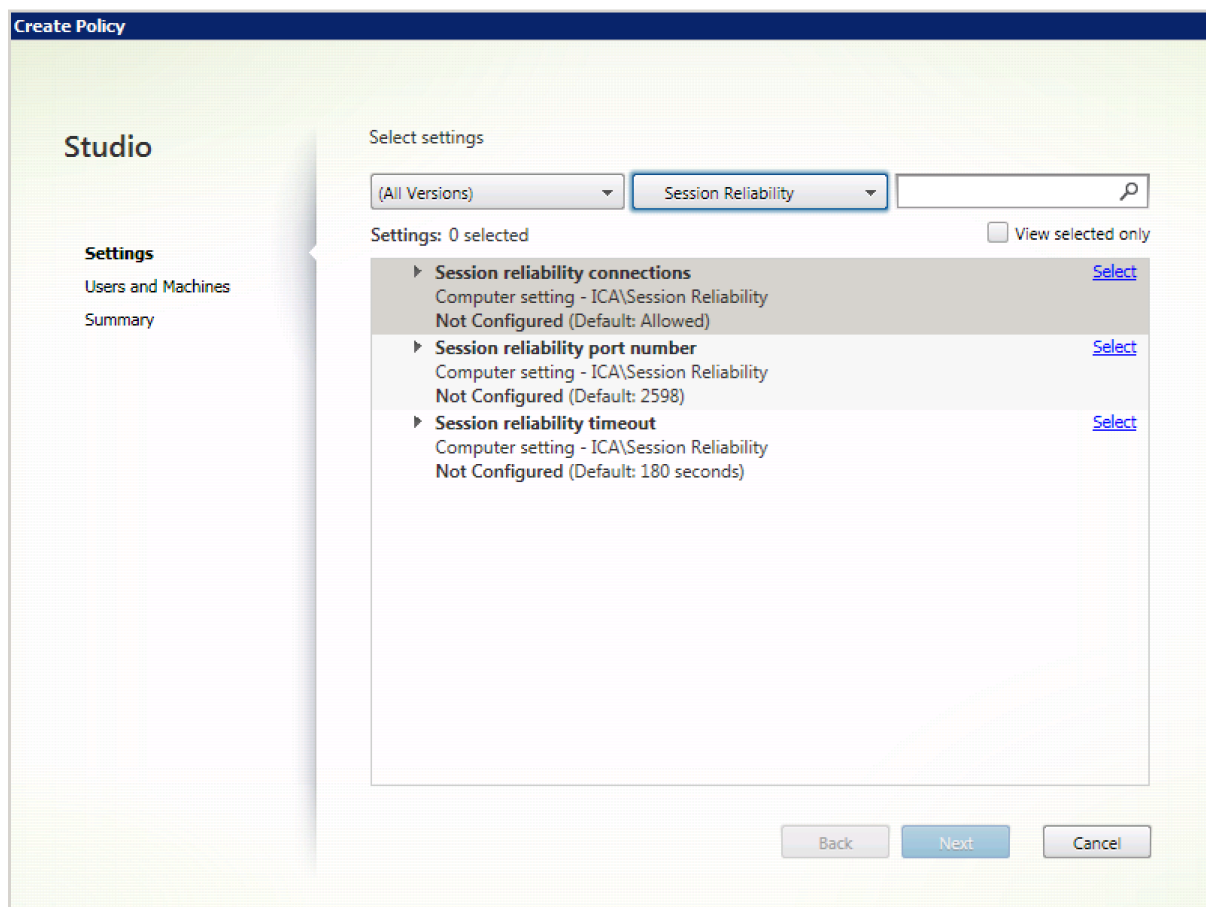 Create Policy
Studio
Select settings
(All Versions)
Session Reliability
Settings: 0 selected
View selected only
Settings
Users and Machines
Summary
Session reliability connections
Select
Computer setting - ICA\Session Reliability
Not Configured (Default: Allowed)
Session reliability port number
Select
Computer setting - ICA\Session Reliability
Not Configured (Default: 2598)
Session reliability timeout
Select
Computer setting - ICA\Session Reliability
Not Configured (Default: 180 seconds)
Back
Next
Cancel